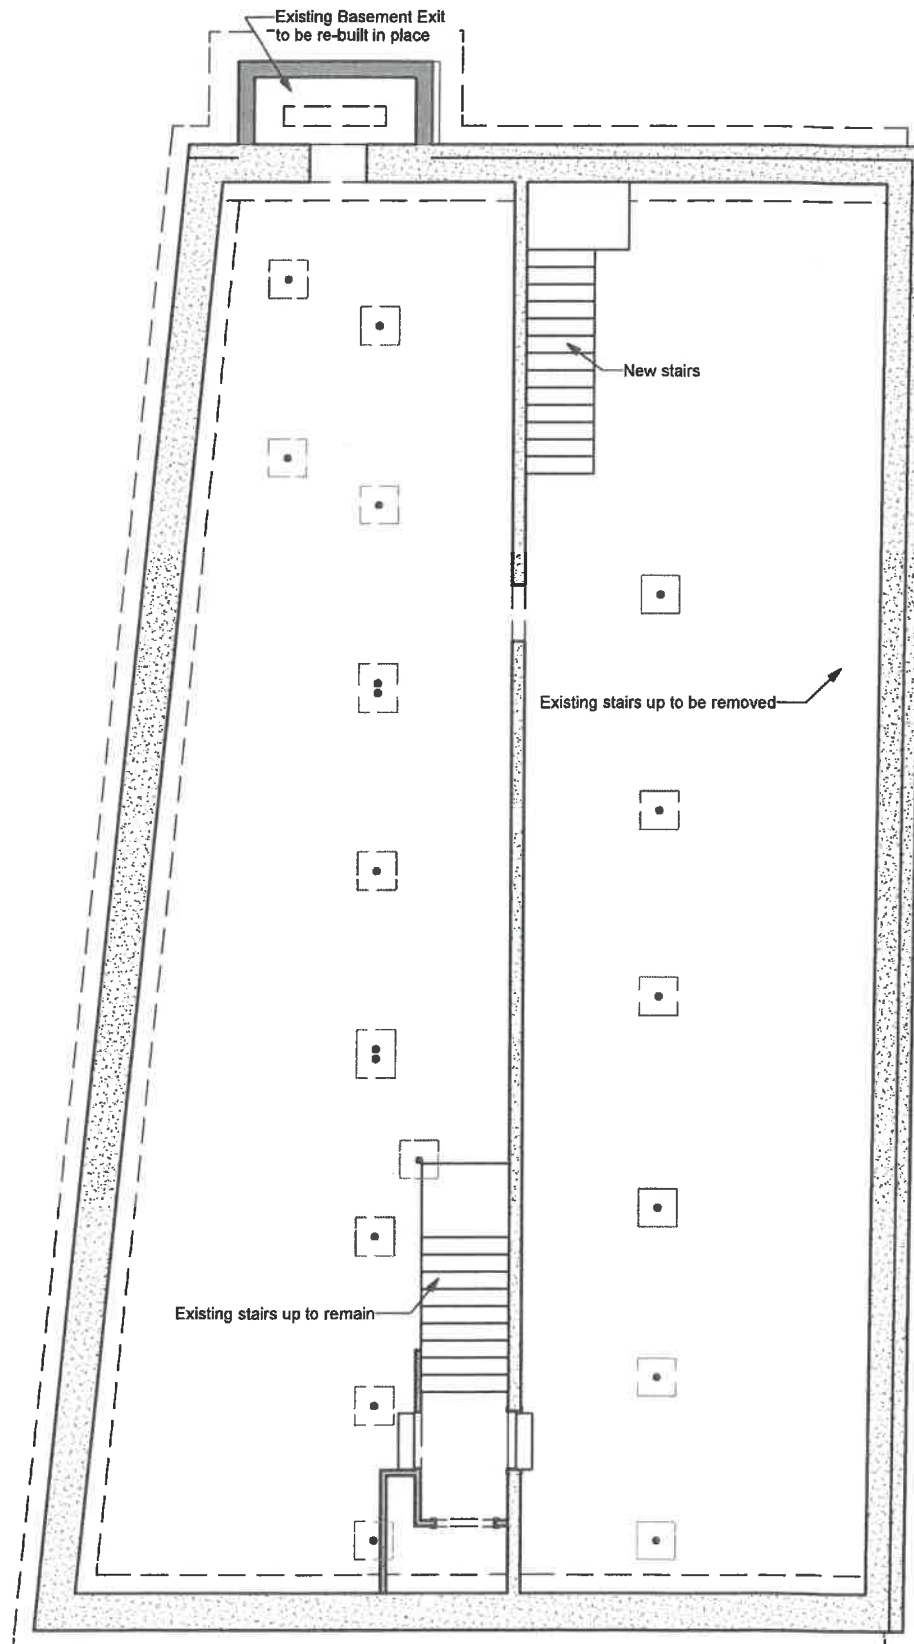 Existing Basement Exit
to be re-built in place
New stairs
Existing stairs up to be removed
Existing stairs up to remain